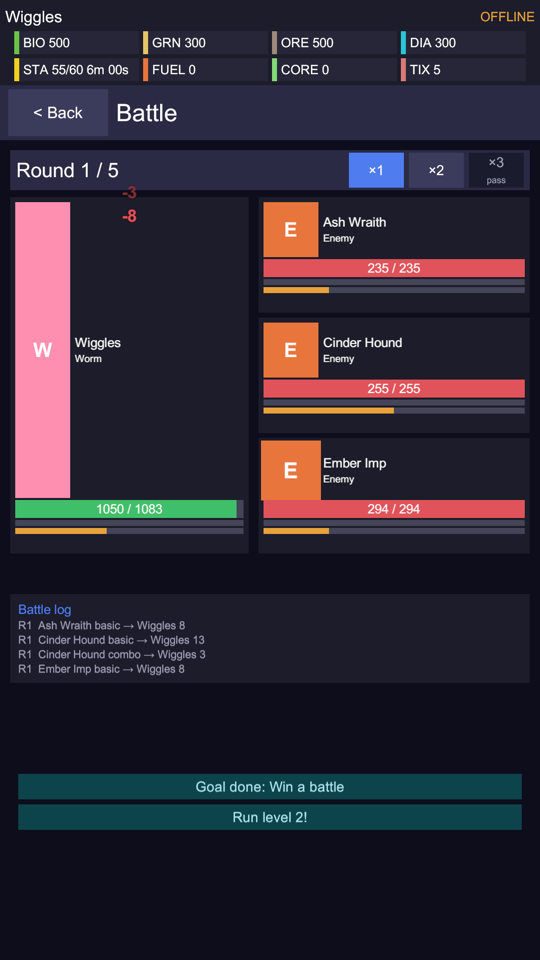 Wiggles
OFFLINE
BIO 500
GRN 300
ORE 500
DIA 300
STA 55/60 6m 00s
FUEL 0
CORE 0
TIX 5
< Back
Battle
Round 1 / 5
×1
×2
×3
pass
-3
-8
W
Wiggles
Worm
1050 / 1083
E
Ash Wraith
Enemy
235 / 235
E
Cinder Hound
Enemy
255 / 255
E
Ember Imp
Enemy
294 / 294
Battle log
R1 Ash Wraith basic → Wiggles 8
R1 Cinder Hound basic → Wiggles 13
R1 Cinder Hound combo → Wiggles 3
R1 Ember Imp basic → Wiggles 8
Goal done: Win a battle
Run level 2!